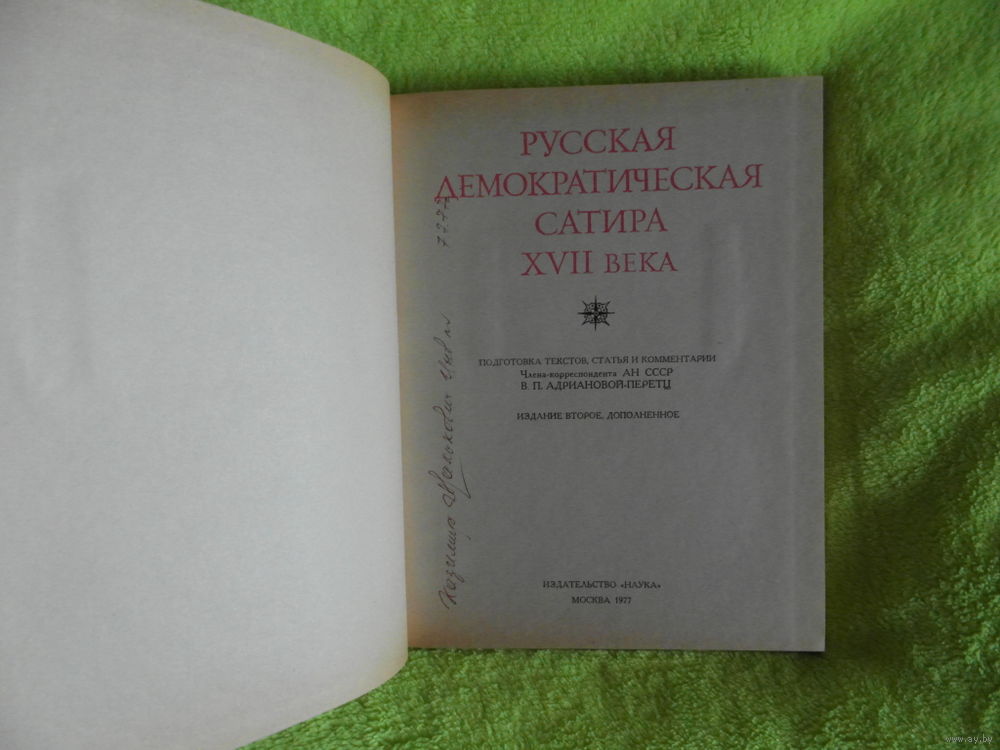 РУССКАЯ
ДЕМОКРАТИЧЕСКАЯ
САТИРА
XVII ВЕКА
ПОДГОТОВКА ТЕКСТОВ, СТАТЬЯ И КОММЕНТАРИИ
Члена-корреспондента АН СССР
В. П. АДРИАНОВОЙ-ПЕРЕТЦ
ИЗДАНИЕ ВТОРОЕ, ДОПОЛНЕННОЕ
ИЗДАТЕЛЬСТВО «НАУКА»
МОСКВА 1977
www.ay.by